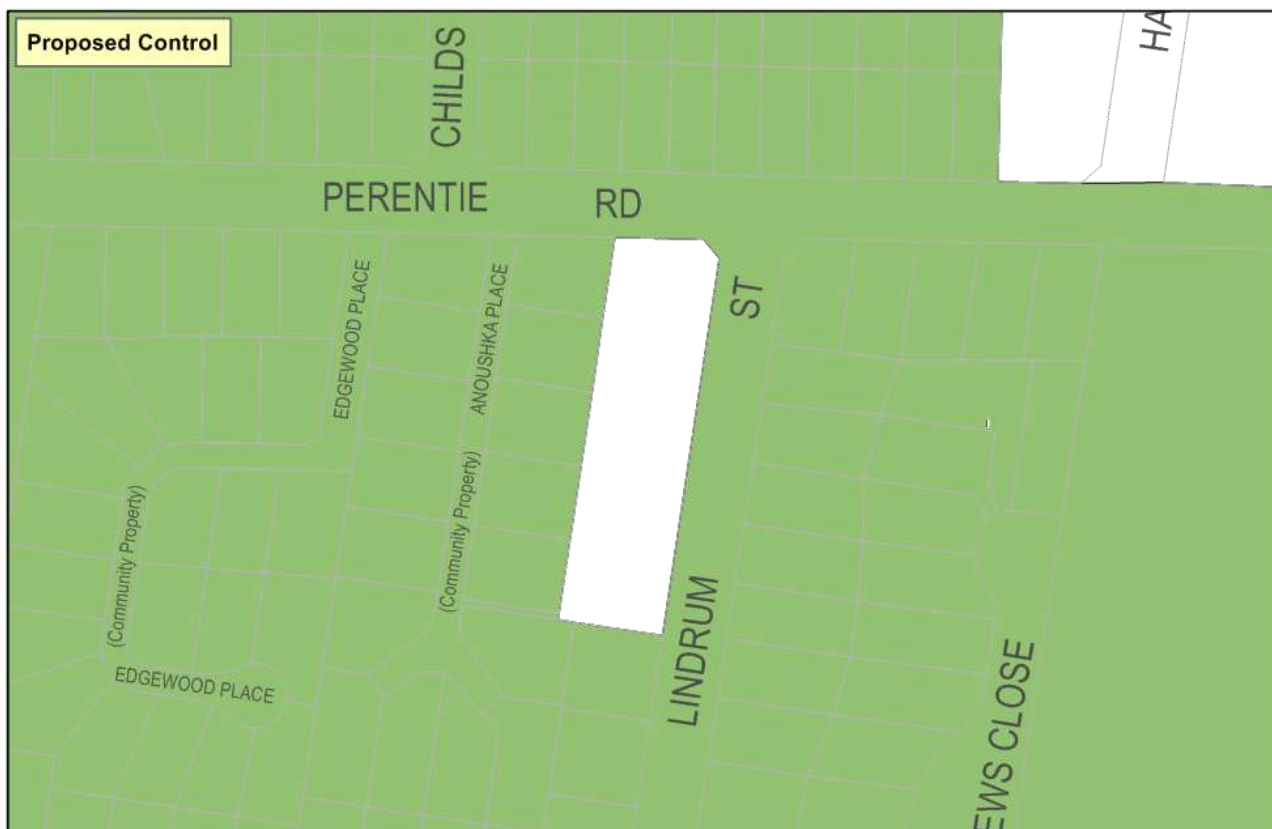 Proposed Control
CHILDS
HA
PERENTIE RD
EDGEWOOD PLACE
ANOUSHKA PLACE
ST
(Community Property)
(Community Property)
LINDRUM
EDGEWOOD PLACE
EWS CLOSE